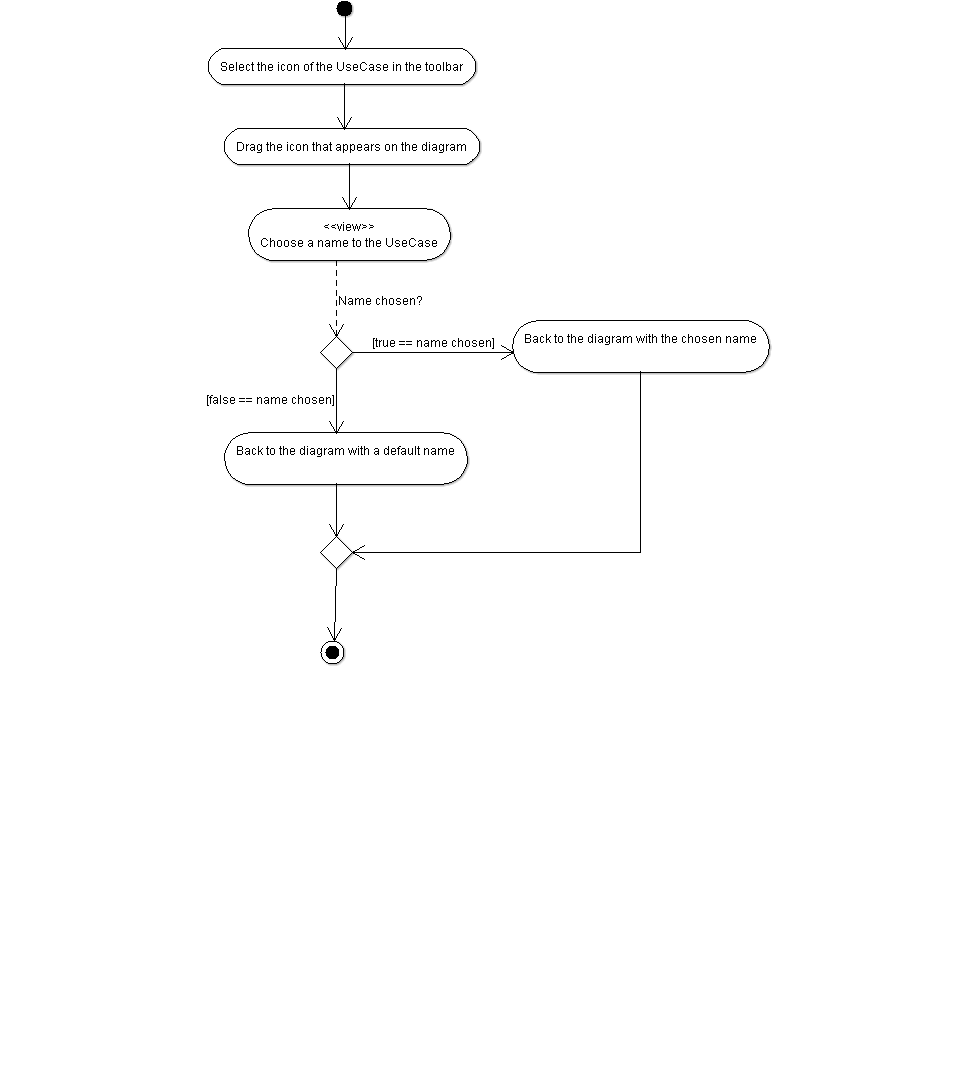 Select the icon of the UseCase in the toolbar
Drag the icon that appears on the diagram
<<view>>
Choose a name to the UseCase
Name chosen?
[true == name chosen]
Back to the diagram with the chosen name
[false == name chosen]
Back to the diagram with a default name